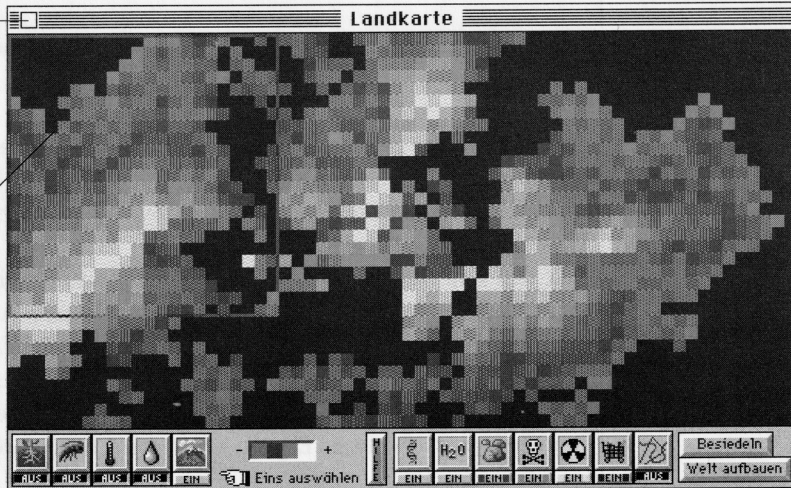 Landkarte
- + HILFE H₂O Besiedeln
AUS AUS AUS AUS EIN Eins auswählen EIN EIN EIN EIN EIN EIN AUS Welt aufbauen